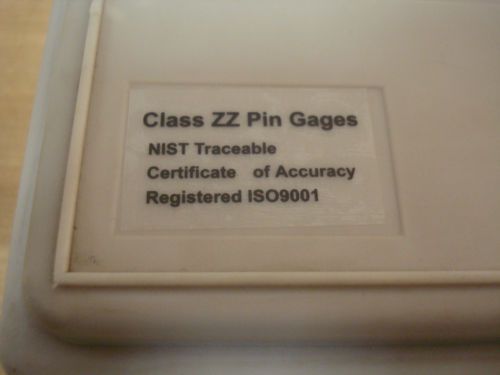 Class ZZ Pin Gages
NIST Traceable
Certificate of Accuracy
Registered ISO9001